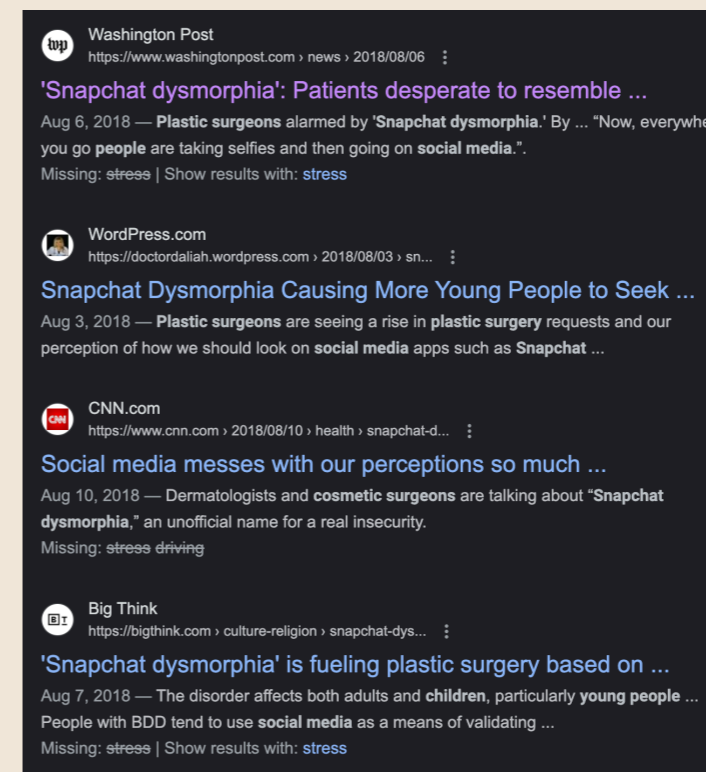 wp
Washington Post
https://www.washingtonpost.com › news › 2018/08/06
'Snapchat dysmorphia': Patients desperate to resemble ...
Aug 6, 2018 — Plastic surgeons alarmed by 'Snapchat dysmorphia.' By ... “Now, everywhe
you go people are taking selfies and then going on social media.”.
Missing: stress | Show results with: stress
WordPress.com
https://doctordaliah.wordpress.com › 2018/08/03 › sn...
Snapchat Dysmorphia Causing More Young People to Seek ...
Aug 3, 2018 — Plastic surgeons are seeing a rise in plastic surgery requests and our
perception of how we should look on social media apps such as Snapchat ...
CNN
CNN.com
https://www.cnn.com › 2018/08/10 › health › snapchat-d...
Social media messes with our perceptions so much ...
Aug 10, 2018 — Dermatologists and cosmetic surgeons are talking about “Snapchat
dysmorphia,” an unofficial name for a real insecurity.
Missing: stress driving
BT
Big Think
https://bigthink.com › culture-religion › snapchat-dys...
'Snapchat dysmorphia' is fueling plastic surgery based on ...
Aug 7, 2018 — The disorder affects both adults and children, particularly young people ...
People with BDD tend to use social media as a means of validating ...
Missing: stress | Show results with: stress